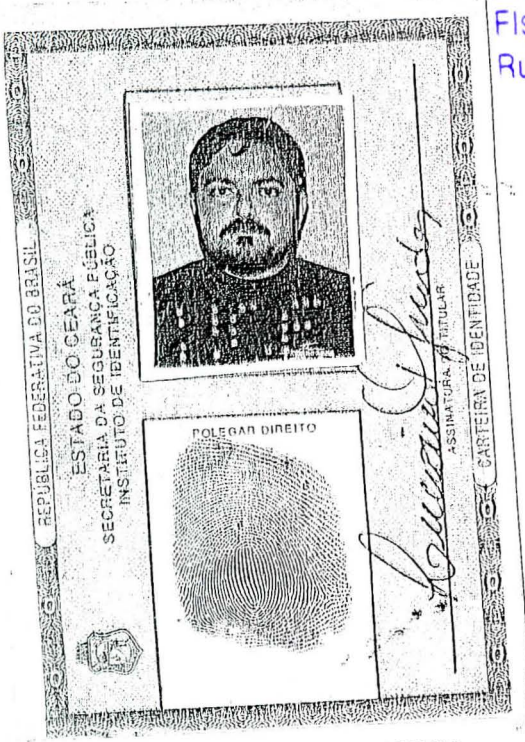 REPÚBLICA FEDERATIVA DO BRASIL
ESTADO DO CEARÁ
SECRETARIA DA SEGURANÇA PÚBLICA
INSTITUTO DE IDENTIFICAÇÃO
POLEGAR DIREITO
ASSINATURA DO TITULAR
CARTEIRA DE IDENTIDADE
Fls
Ru